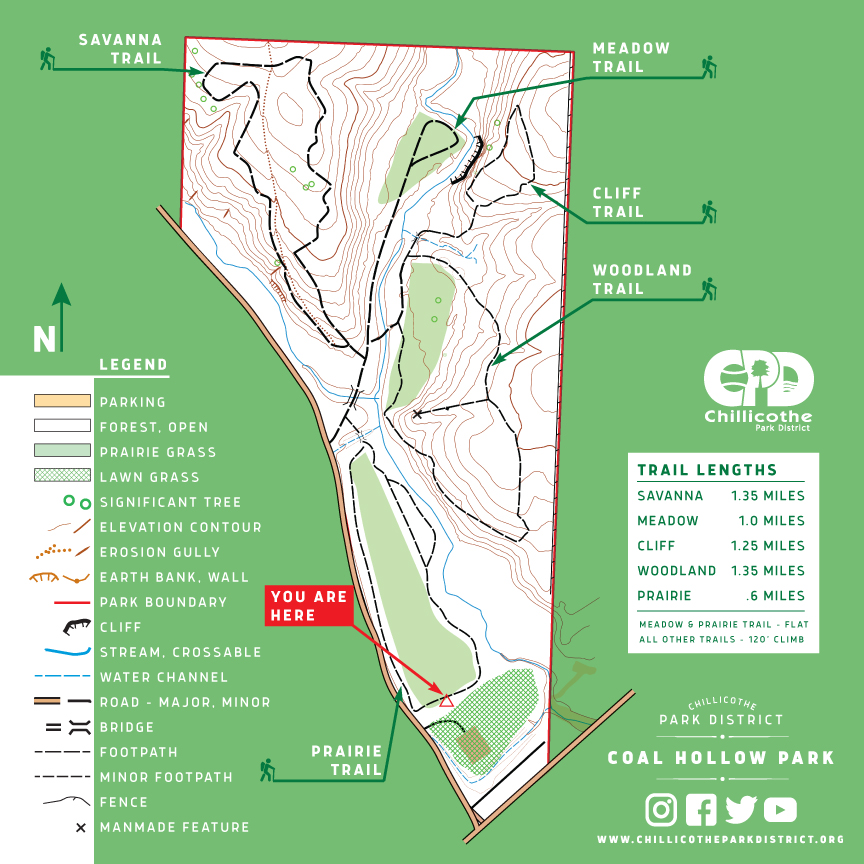 SAVANNA
TRAIL
MEADOW
TRAIL
CLIFF
TRAIL
WOODLAND
TRAIL
N
LEGEND
PARKING
FOREST, OPEN
PRAIRIE GRASS
LAWN GRASS
SIGNIFICANT TREE
ELEVATION CONTOUR
EROSION GULLY
EARTH BANK, WALL
PARK BOUNDARY
CLIFF
STREAM, CROSSABLE
WATER CHANNEL
ROAD - MAJOR, MINOR
BRIDGE
FOOTPATH
MINOR FOOTPATH
FENCE
MANMADE FEATURE
YOU ARE
HERE
PRAIRIE
TRAIL
CPD
Chillicothe
Park District
TRAIL LENGTHS
SAVANNA 1.35 MILES
MEADOW 1.0 MILES
CLIFF 1.25 MILES
WOODLAND 1.35 MILES
PRAIRIE .6 MILES
MEADOW & PRAIRIE TRAIL - FLAT
ALL OTHER TRAILS - 120' CLIMB
CHILLICOTHE
PARK DISTRICT
COAL HOLLOW PARK
WWW.CHILLICOTHEPARKDISTRICT.ORG